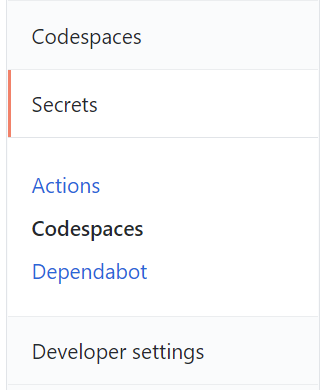 Codespaces
Secrets
Actions
Codespaces
Dependabot
Developer settings